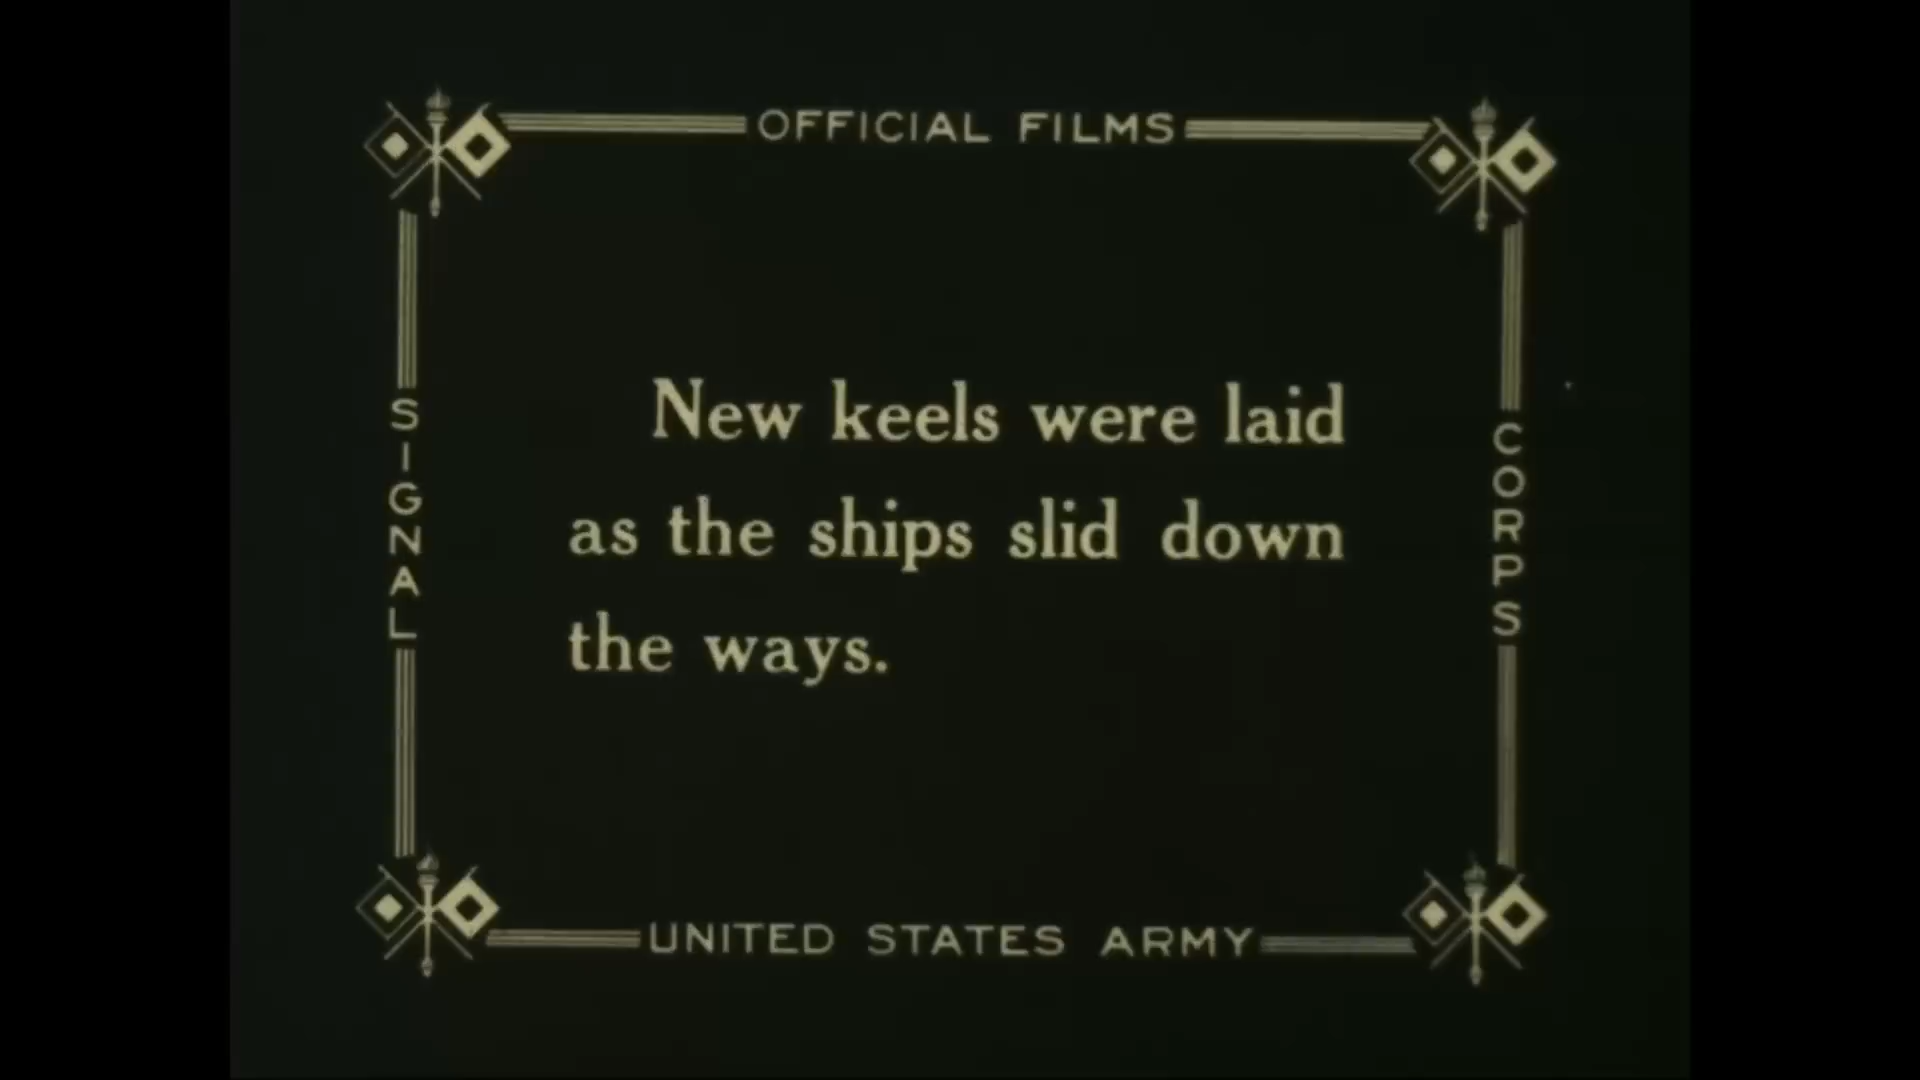 OFFICIAL FILMS
SIGNAL
New keels were laid
as the ships slid down
the ways.
CORPS
UNITED STATES ARMY